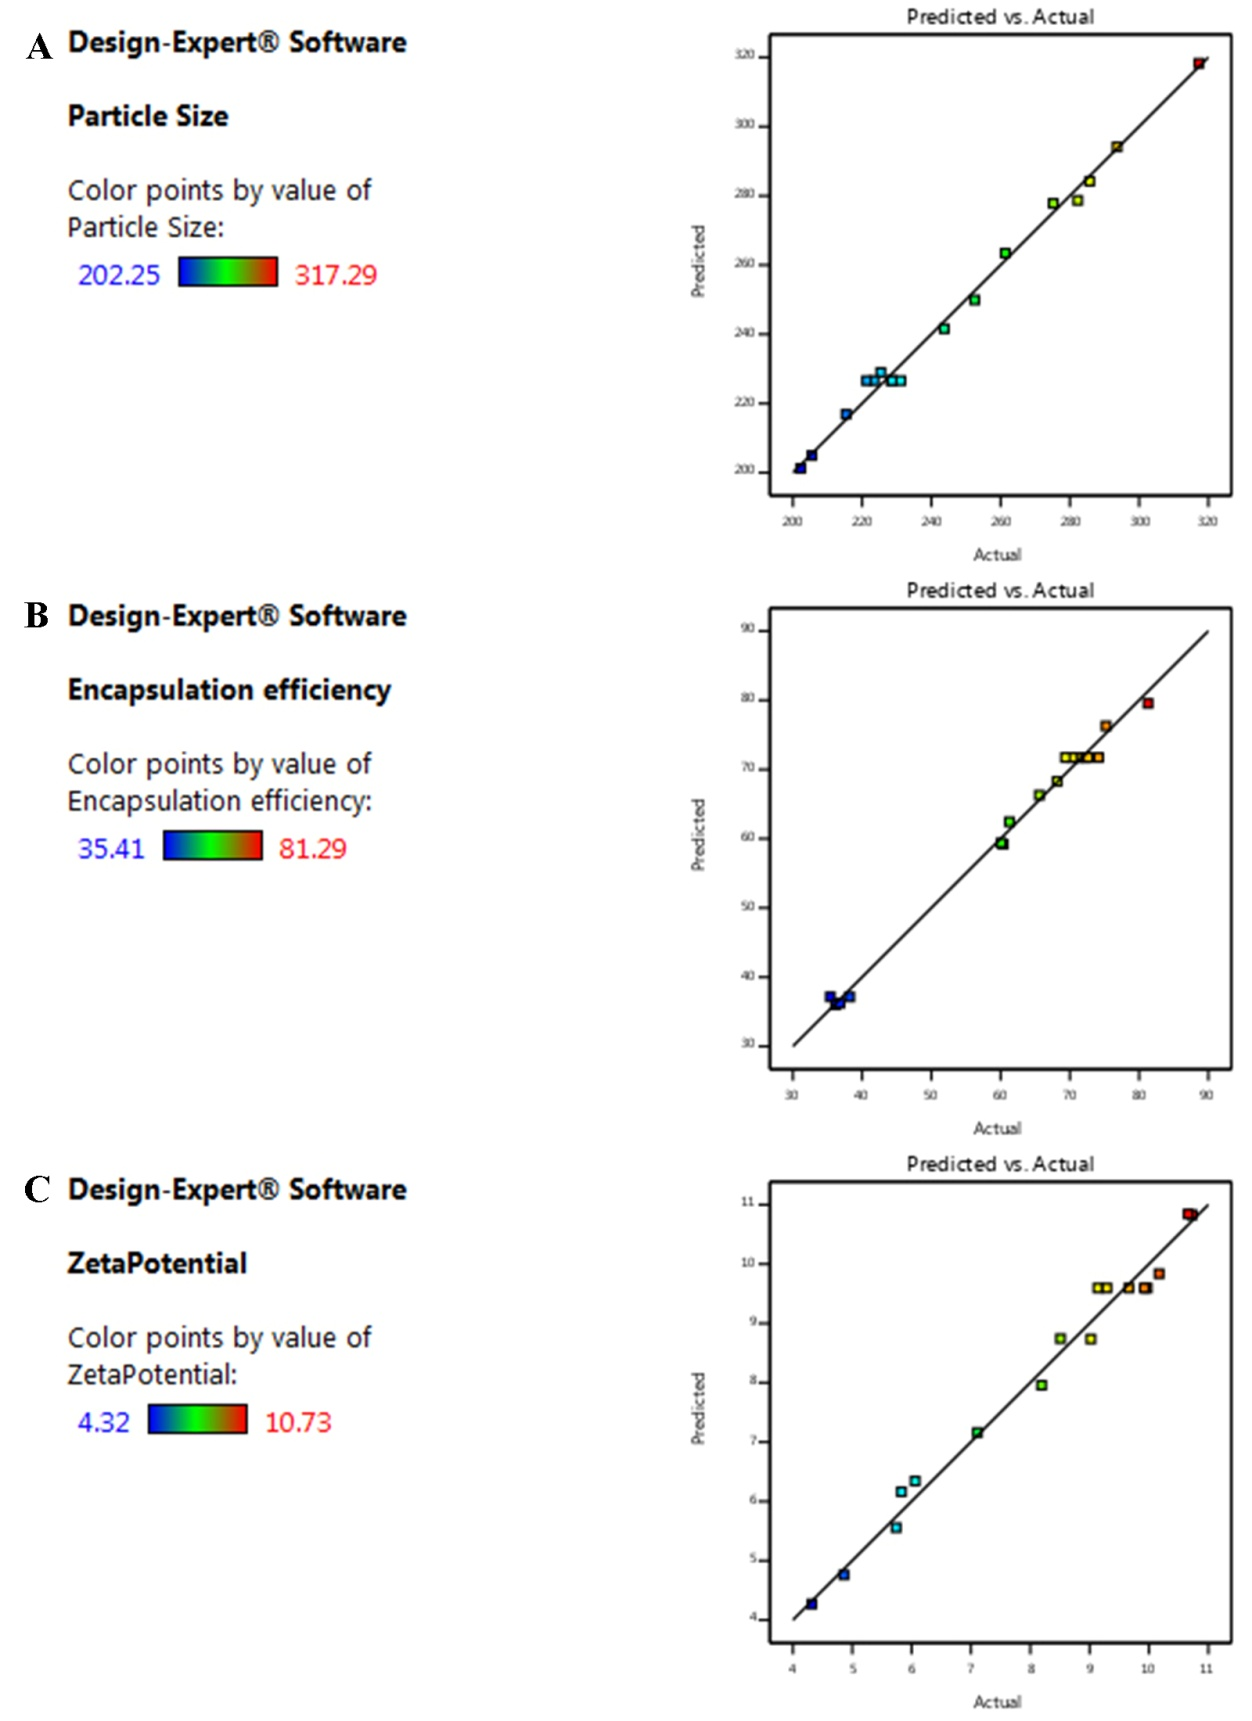 A
Design-Expert® Software
Particle Size
Color points by value of
Particle Size:
202.25 317.29
Predicted vs. Actual
320
300
280
260
240
220
200
Predicted
200 220 240 260 280 300 320
Actual
B
Design-Expert® Software
Encapsulation efficiency
Color points by value of
Encapsulation efficiency:
35.41 81.29
Predicted vs. Actual
90
80
70
60
50
40
30
Predicted
30 40 50 60 70 80 90
Actual
C
Design-Expert® Software
ZetaPotential
Color points by value of
ZetaPotential:
4.32 10.73
Predicted vs. Actual
11
10
9
8
7
6
5
4
Predicted
4 5 6 7 8 9 10 11
Actual